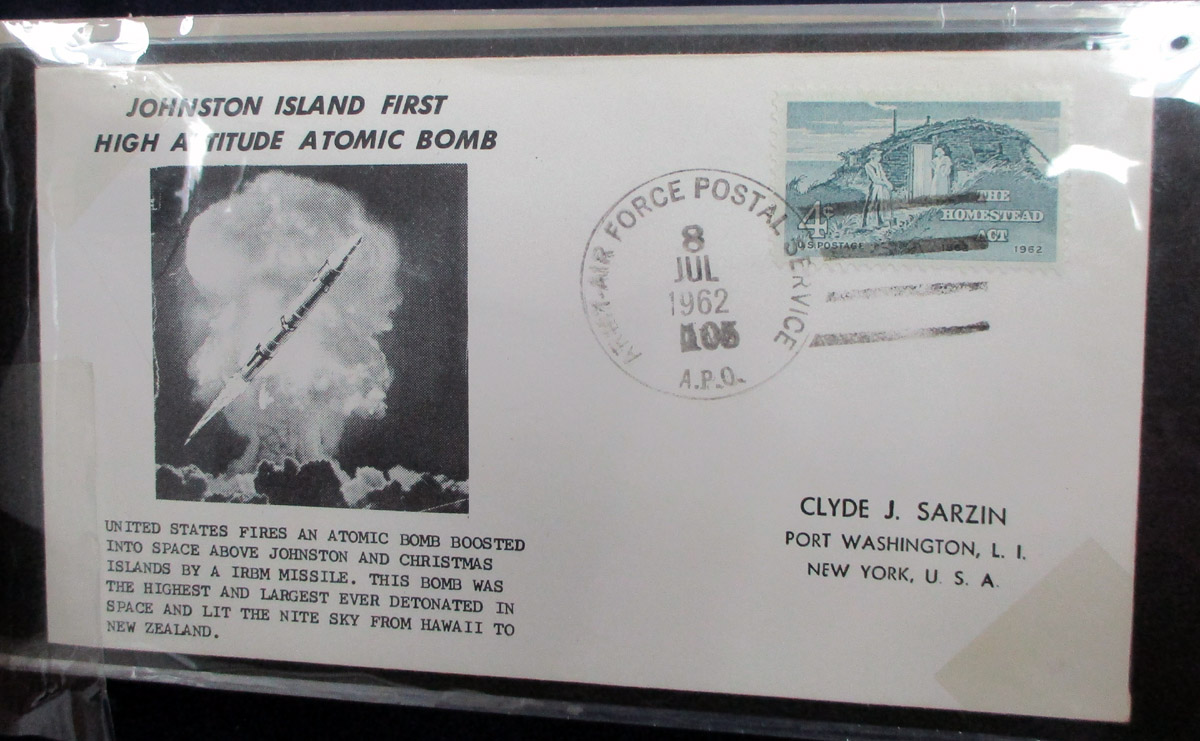 JOHNSTON ISLAND FIRST
HIGH ALTITUDE ATOMIC BOMB
UNITED STATES FIRES AN ATOMIC BOMB BOOSTED
INTO SPACE ABOVE JOHNSTON AND CHRISTMAS
ISLANDS BY A IRBM MISSILE. THIS BOMB WAS
THE HIGHEST AND LARGEST EVER DETONATED IN
SPACE AND LIT THE NITE SKY FROM HAWAII TO
NEW ZEALAND.
ARMY-AIR FORCE POSTAL SERVICE
8
JUL
1962
A.P.O.
4¢
U.S. POSTAGE
THE
HOMESTEAD
ACT
1962
CLYDE J. SARZIN
PORT WASHINGTON, L. I.
NEW YORK, U. S. A.